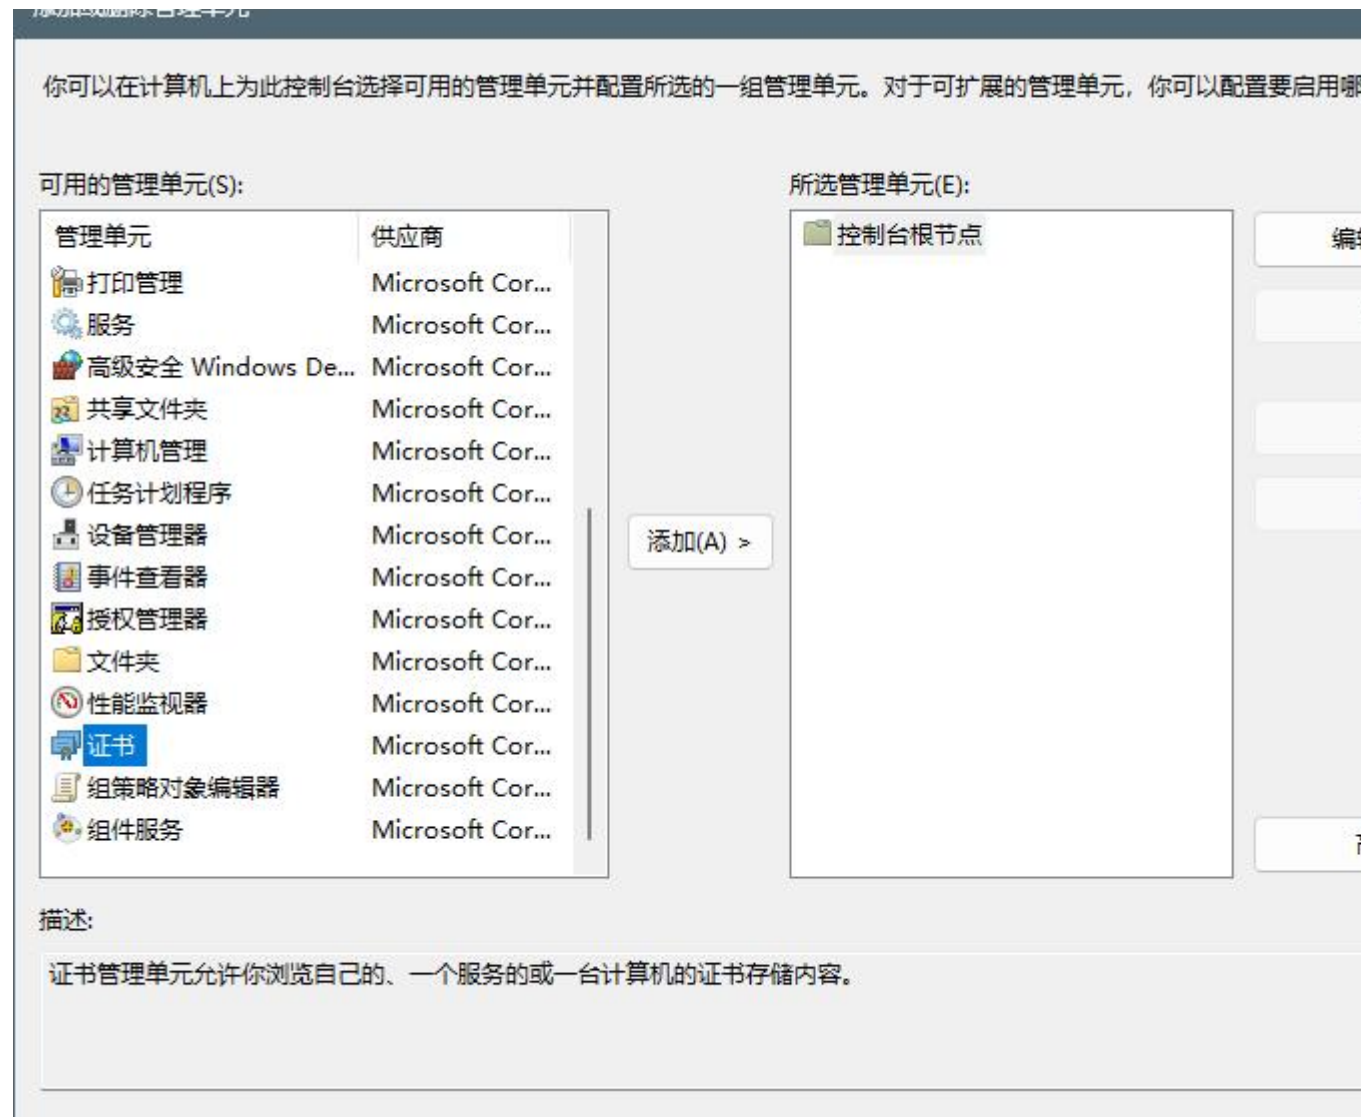 添加或删除管理单元
你可以在计算机上为此控制台选择可用的管理单元并配置所选的一组管理单元。对于可扩展的管理单元，你可以配置要启用哪
可用的管理单元(S):
所选管理单元(E):
管理单元 供应商
控制台根节点
打印管理 Microsoft Cor...
服务 Microsoft Cor...
高级安全 Windows De... Microsoft Cor...
共享文件夹 Microsoft Cor...
计算机管理 Microsoft Cor...
任务计划程序 Microsoft Cor...
设备管理器 Microsoft Cor...
事件查看器 Microsoft Cor...
授权管理器 Microsoft Cor...
文件夹 Microsoft Cor...
性能监视器 Microsoft Cor...
证书 Microsoft Cor...
组策略对象编辑器 Microsoft Cor...
组件服务 Microsoft Cor...
添加(A) >
描述:
证书管理单元允许你浏览自己的、一个服务的或一台计算机的证书存储内容。